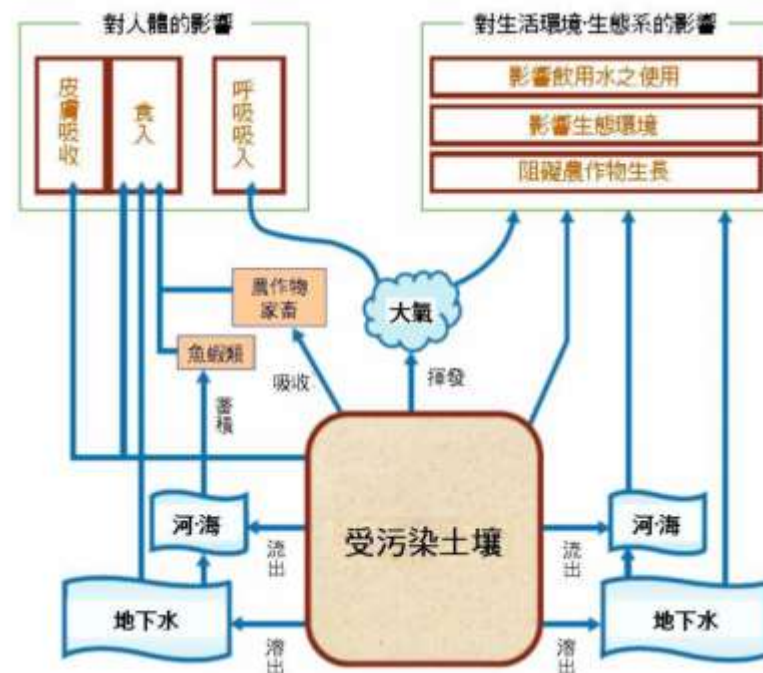 對人體的影響
皮膚吸收
食入
呼吸吸入
對生活環境·生態系的影響
影響飲用水之使用
影響生態環境
阻礙農作物生長
農作物
家畜
魚蝦類
大氣
吸收
揮發
蓄積
受污染土壤
河·海
流出
地下水
溶出
河·海
流出
地下水
溶出